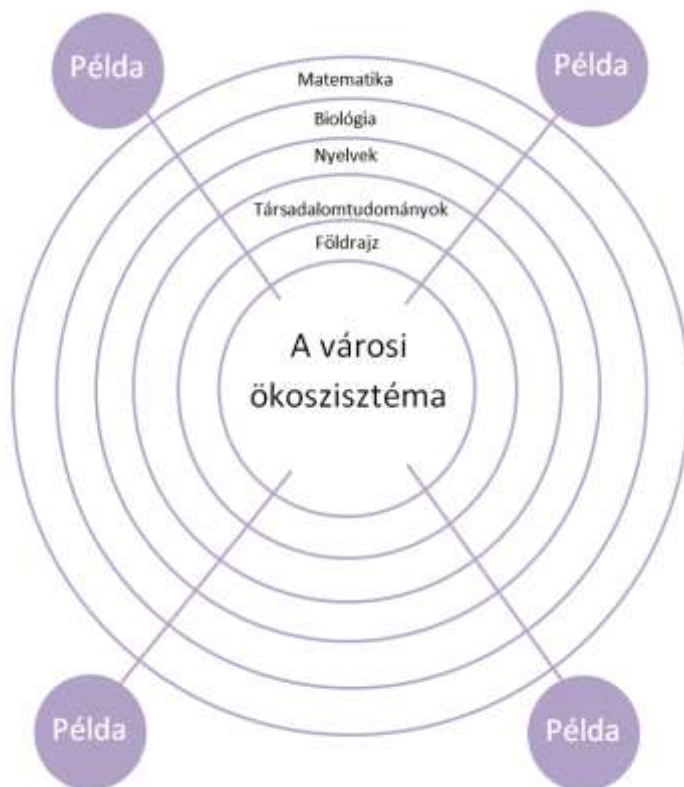 Példa
Példa
Matematika
Biológia
Nyelvek
Társadalomtudományok
Földrajz
A városi
ökoszisztéma
Példa
Példa